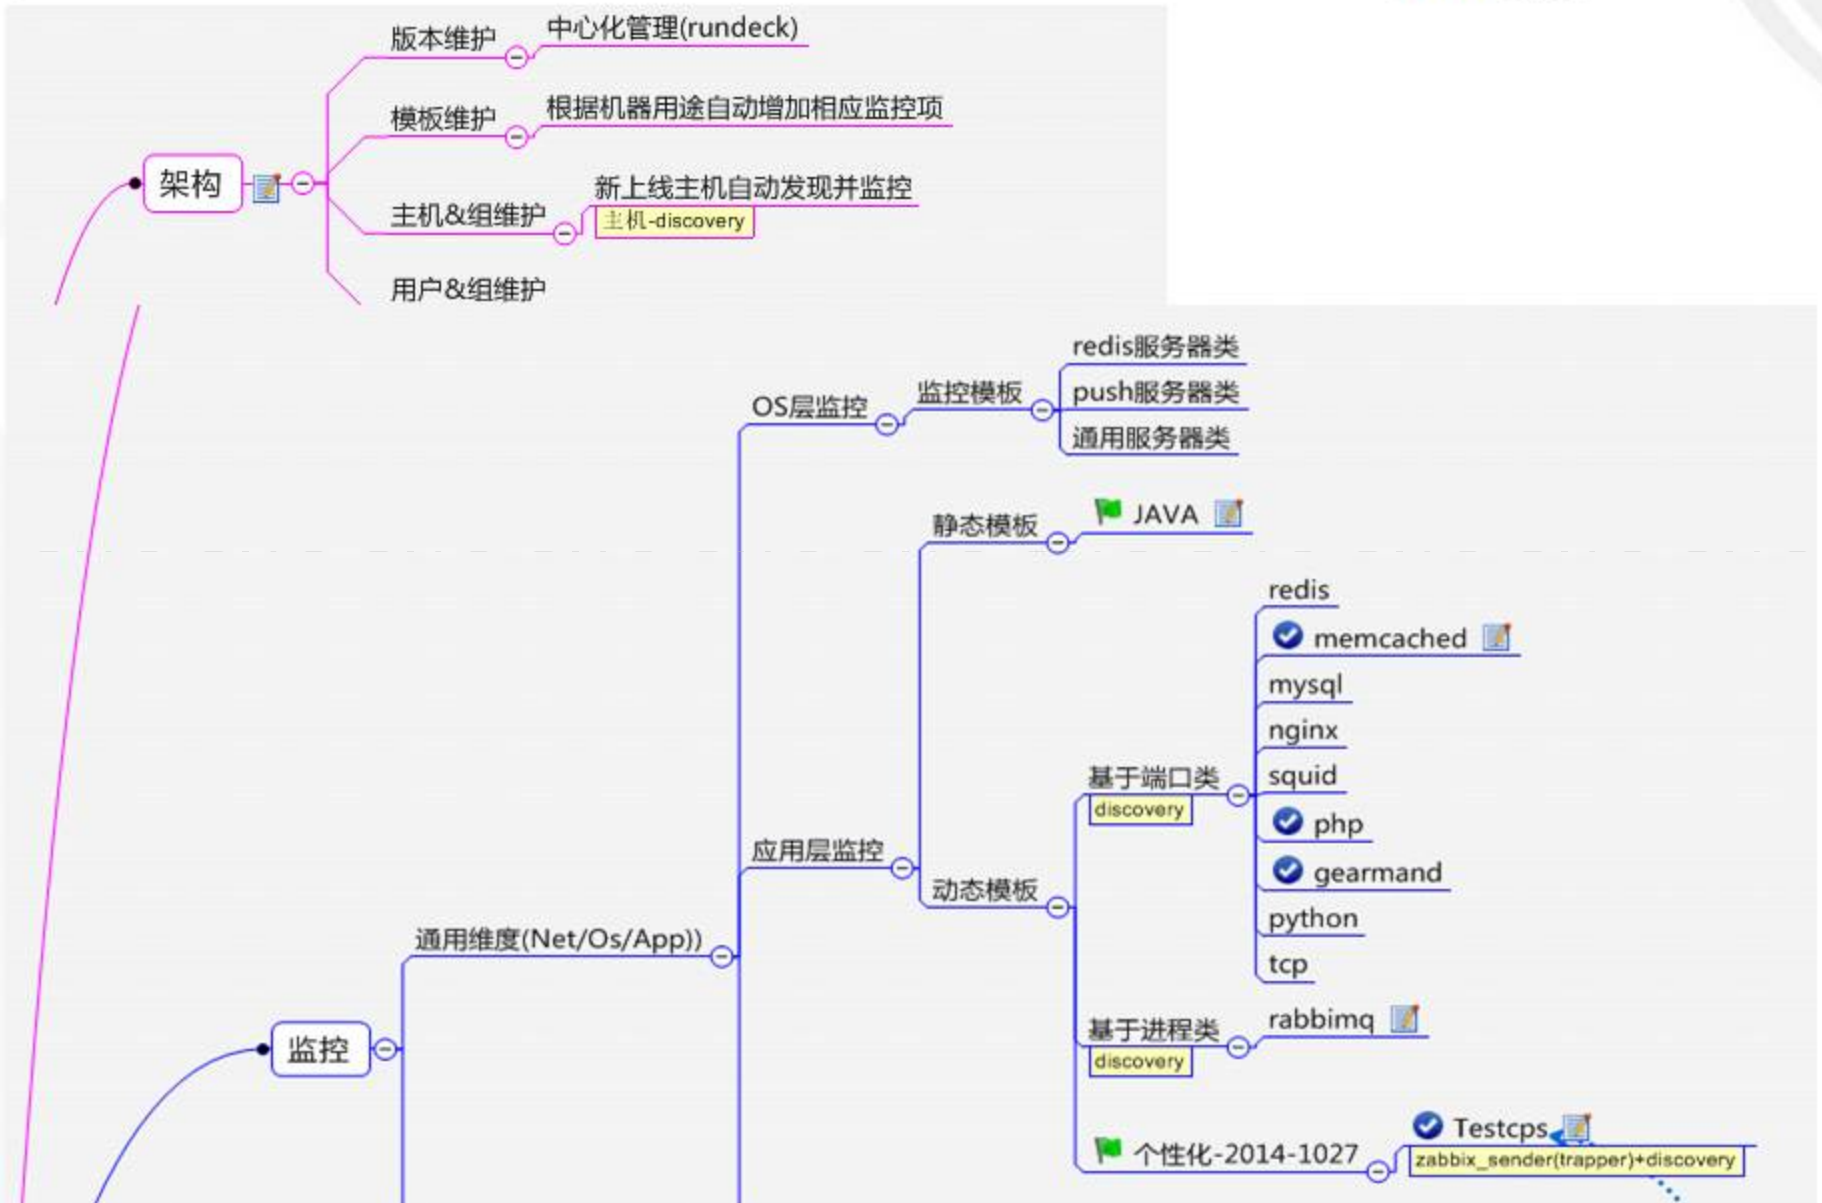 版本维护
中心化管理(rundeck)
模板维护
根据机器用途自动增加相应监控项
架构
主机&组维护
新上线主机自动发现并监控
主机-discovery
用户&组维护
OS层监控
监控模板
redis服务器类
push服务器类
通用服务器类
静态模板
JAVA
redis
memcached
mysql
nginx
squid
php
gearmand
python
tcp
基于端口类
discovery
应用层监控
动态模板
通用维度(Net/Os/App))
监控
基于进程类
discovery
rabbimq
个性化-2014-1027
Testcps
zabbix_sender(trapper)+discovery